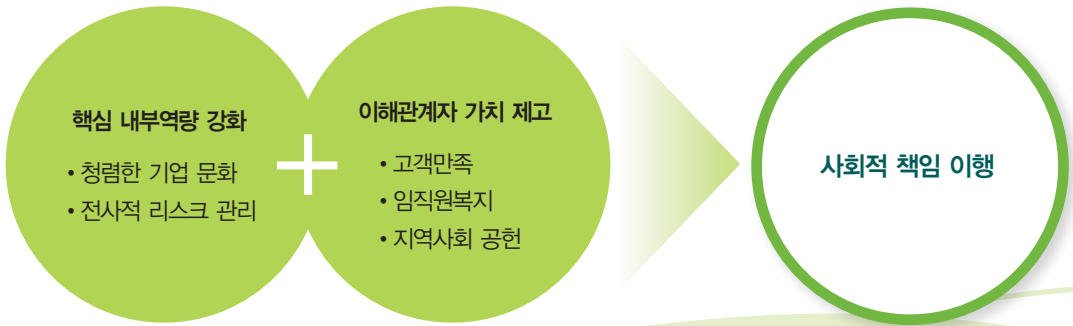 핵심 내부역량 강화
• 청렴한 기업 문화
• 전사적 리스크 관리
이해관계자 가치 제고
• 고객만족
• 임직원복지
• 지역사회 공헌
사회적 책임 이행